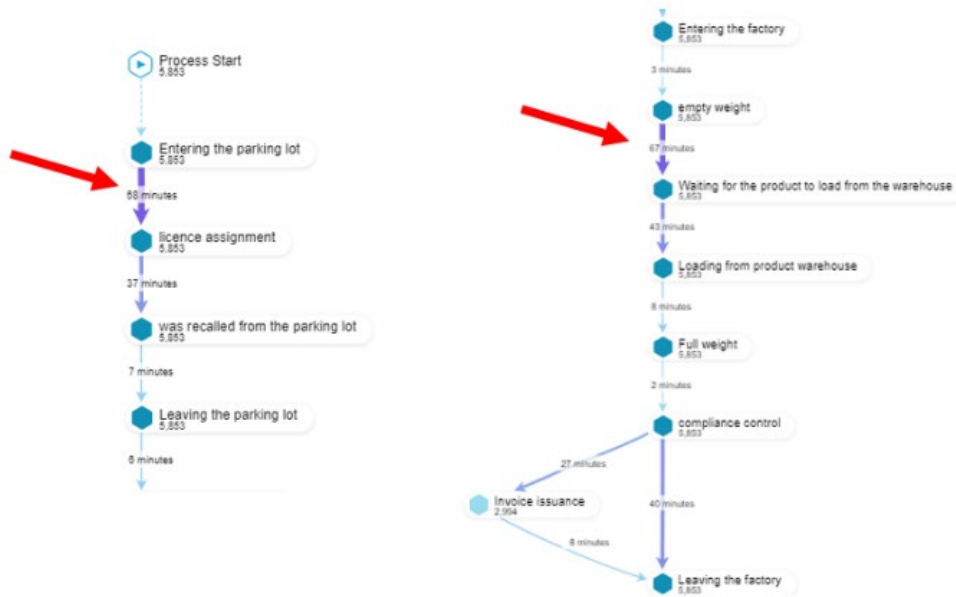 Process Start
5,853
Entering the parking lot
5,853
68 minutes
licence assignment
5,853
37 minutes
was recalled from the parking lot
5,853
7 minutes
Leaving the parking lot
5,853
6 minutes
Entering the factory
5,853
3 minutes
empty weight
5,853
67 minutes
Waiting for the product to load from the warehouse
5,853
43 minutes
Loading from product warehouse
5,853
8 minutes
Full weight
5,853
2 minutes
compliance control
5,853
27 minutes
Invoice issuance
2,994
40 minutes
8 minutes
Leaving the factory
5,853